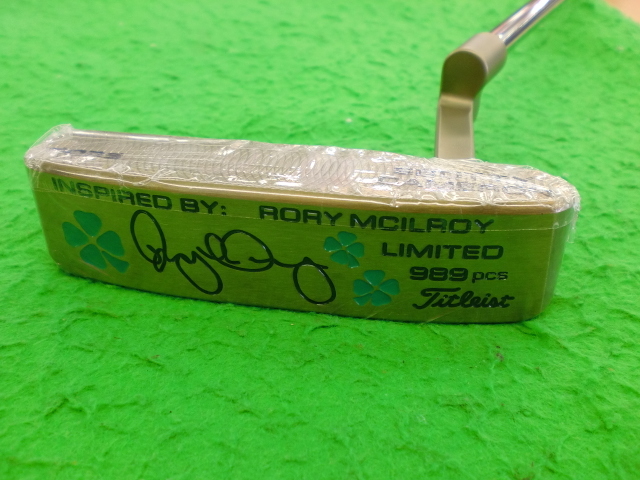 INSPIRED BY: RORY MCILROY
LIMITED
989 pcs
Titleist